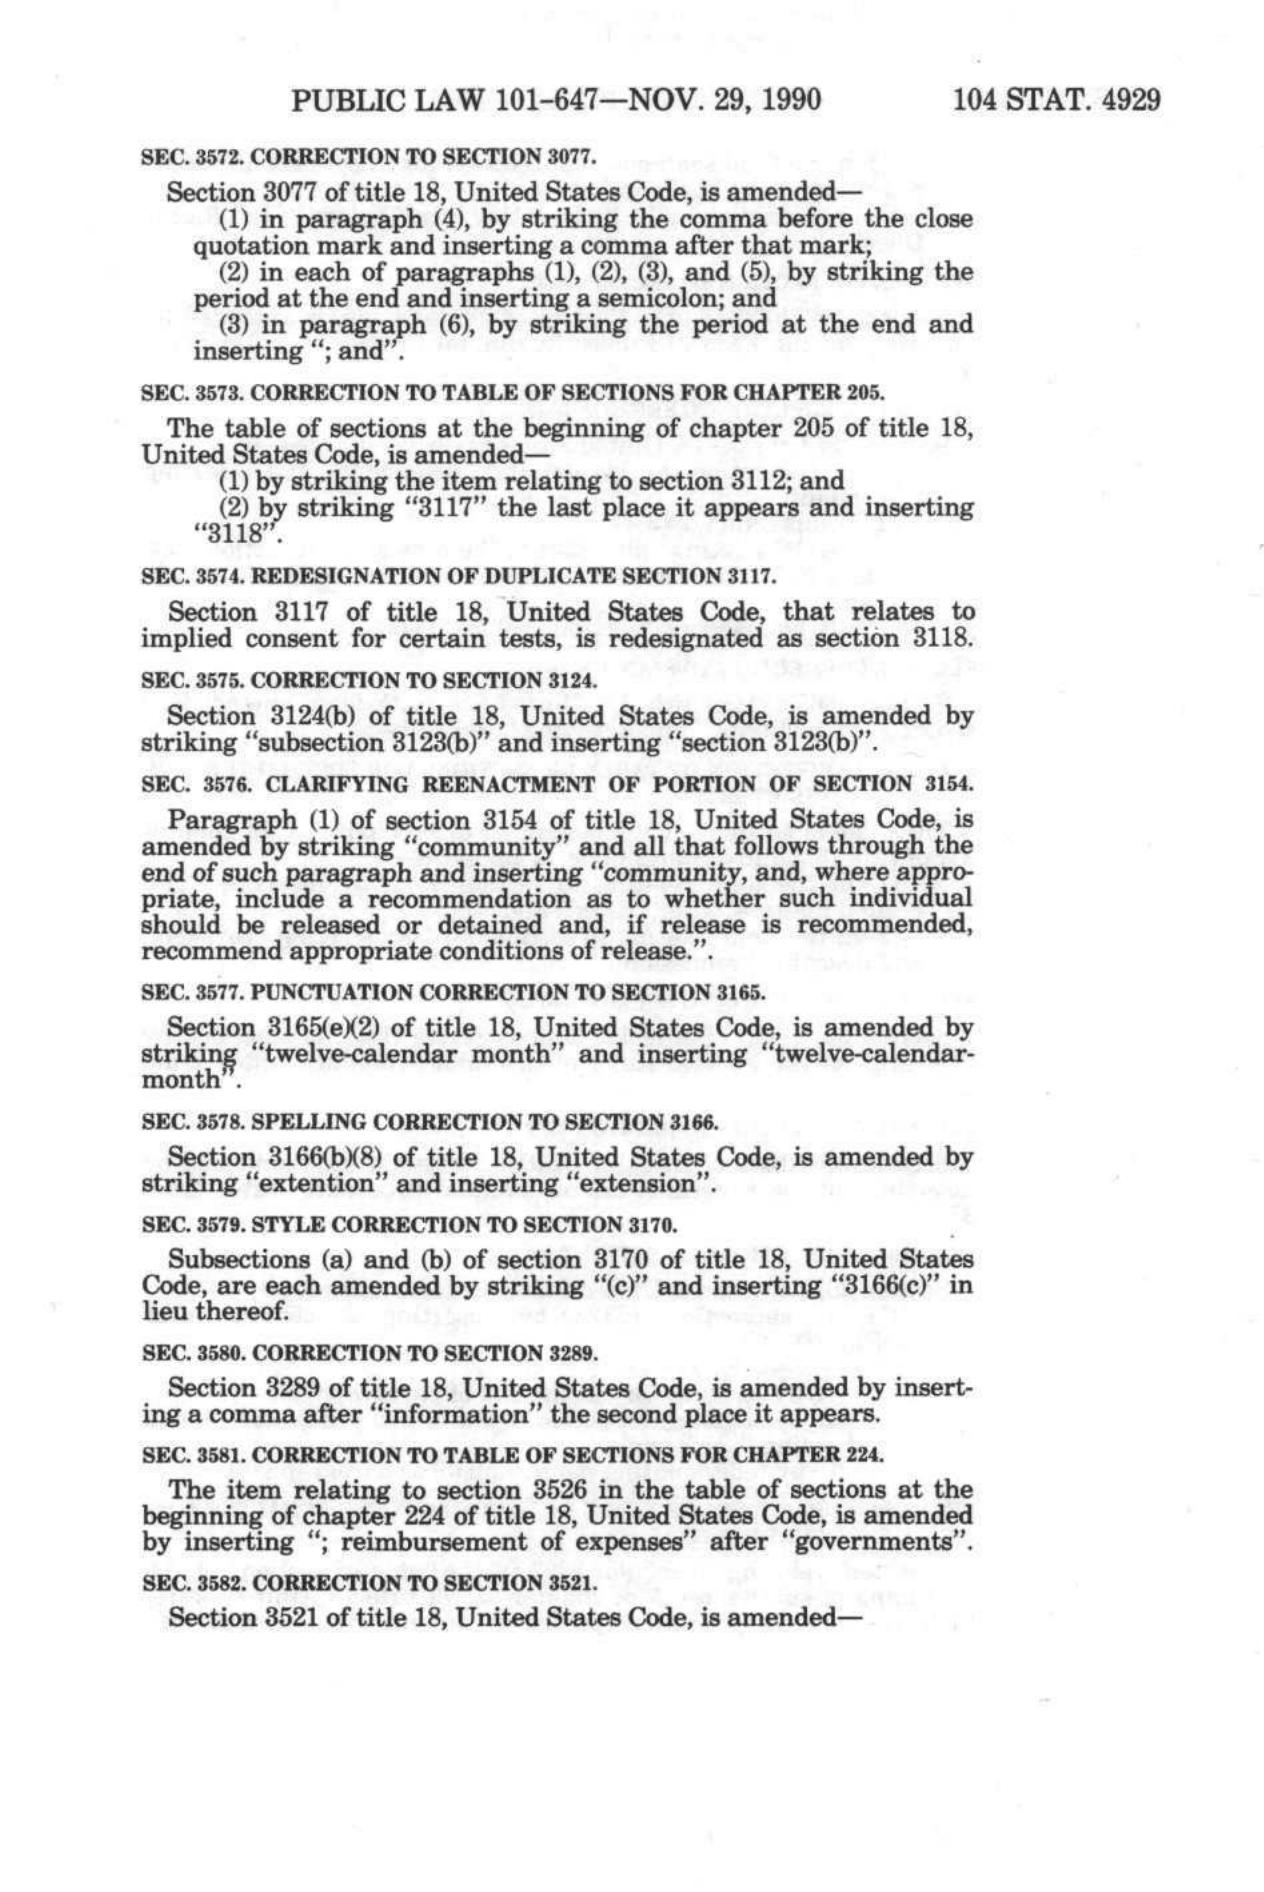 PUBLIC LAW 101-647—NOV. 29, 1990 104 STAT. 4929
SEC. 3572. CORRECTION TO SECTION 3077.
Section 3077 of title 18, United States Code, is amended—
(1) in paragraph (4), by striking the comma before the close
quotation mark and inserting a comma after that mark;
(2) in each of paragraphs (1), (2), (3), and (5), by striking the
period at the end and inserting a semicolon; and
(3) in paragraph (6), by striking the period at the end and
inserting “; and”.
SEC. 3573. CORRECTION TO TABLE OF SECTIONS FOR CHAPTER 205.
The table of sections at the beginning of chapter 205 of title 18,
United States Code, is amended—
(1) by striking the item relating to section 3112; and
(2) by striking “3117” the last place it appears and inserting
“3118”.
SEC. 3574. REDESIGNATION OF DUPLICATE SECTION 3117.
Section 3117 of title 18, United States Code, that relates to
implied consent for certain tests, is redesignated as section 3118.
SEC. 3575. CORRECTION TO SECTION 3124.
Section 3124(b) of title 18, United States Code, is amended by
striking “subsection 3123(b)” and inserting “section 3123(b)”.
SEC. 3576. CLARIFYING REENACTMENT OF PORTION OF SECTION 3154.
Paragraph (1) of section 3154 of title 18, United States Code, is
amended by striking “community” and all that follows through the
end of such paragraph and inserting “community, and, where appro-
priate, include a recommendation as to whether such individual
should be released or detained and, if release is recommended,
recommend appropriate conditions of release.”.
SEC. 3577. PUNCTUATION CORRECTION TO SECTION 3165.
Section 3165(e)(2) of title 18, United States Code, is amended by
striking “twelve-calendar month” and inserting “twelve-calendar-
month”.
SEC. 3578. SPELLING CORRECTION TO SECTION 3166.
Section 3166(b)(8) of title 18, United States Code, is amended by
striking “extention” and inserting “extension”.
SEC. 3579. STYLE CORRECTION TO SECTION 3170.
Subsections (a) and (b) of section 3170 of title 18, United States
Code, are each amended by striking “(c)” and inserting “3166(c)” in
lieu thereof.
SEC. 3580. CORRECTION TO SECTION 3289.
Section 3289 of title 18, United States Code, is amended by insert-
ing a comma after “information” the second place it appears.
SEC. 3581. CORRECTION TO TABLE OF SECTIONS FOR CHAPTER 224.
The item relating to section 3526 in the table of sections at the
beginning of chapter 224 of title 18, United States Code, is amended
by inserting “; reimbursement of expenses” after “governments”.
SEC. 3582. CORRECTION TO SECTION 3521.
Section 3521 of title 18, United States Code, is amended—